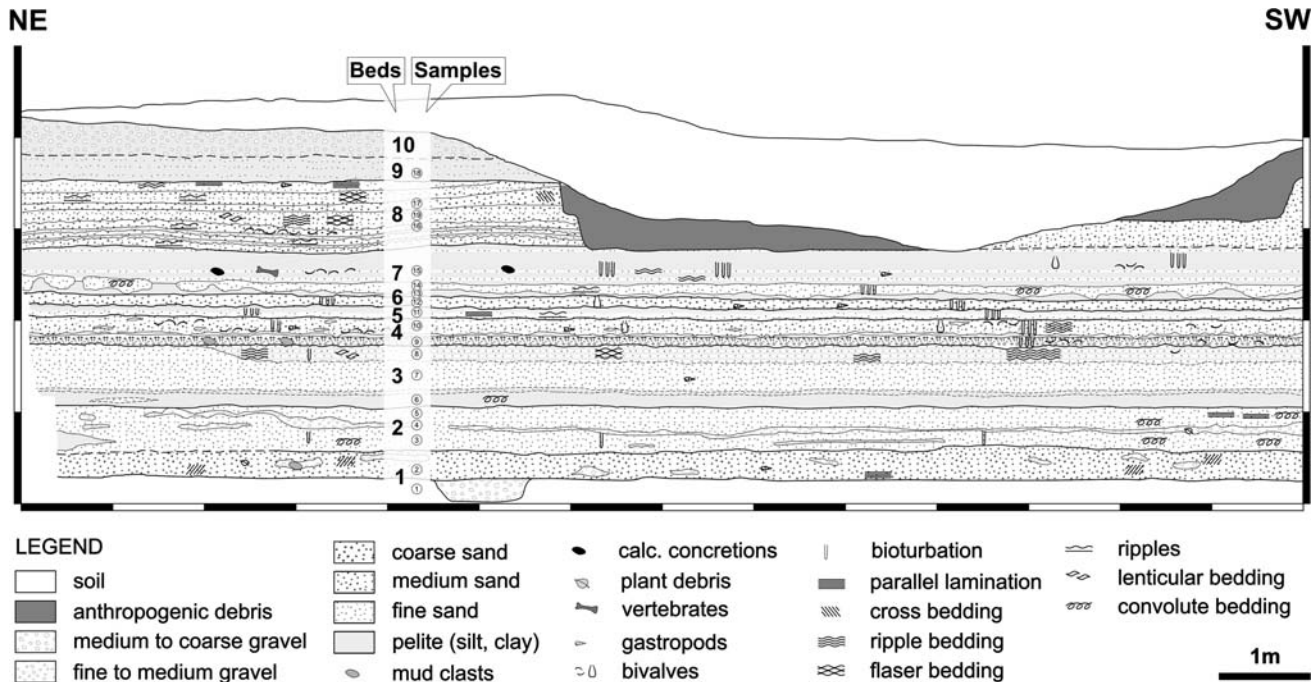 NE SW
Beds Samples
10
9 18
17
8 19
16
7 15
14
13
6 12
5 11
4 10
9
8
3 7
6
5
2 4
3
1 2
1
LEGEND
soil
anthropogenic debris
medium to coarse gravel
fine to medium gravel
coarse sand
medium sand
fine sand
pelite (silt, clay)
mud clasts
calc. concretions
plant debris
vertebrates
gastropods
bivalves
bioturbation
parallel lamination
cross bedding
ripple bedding
flaser bedding
ripples
lenticular bedding
convolute bedding
1m